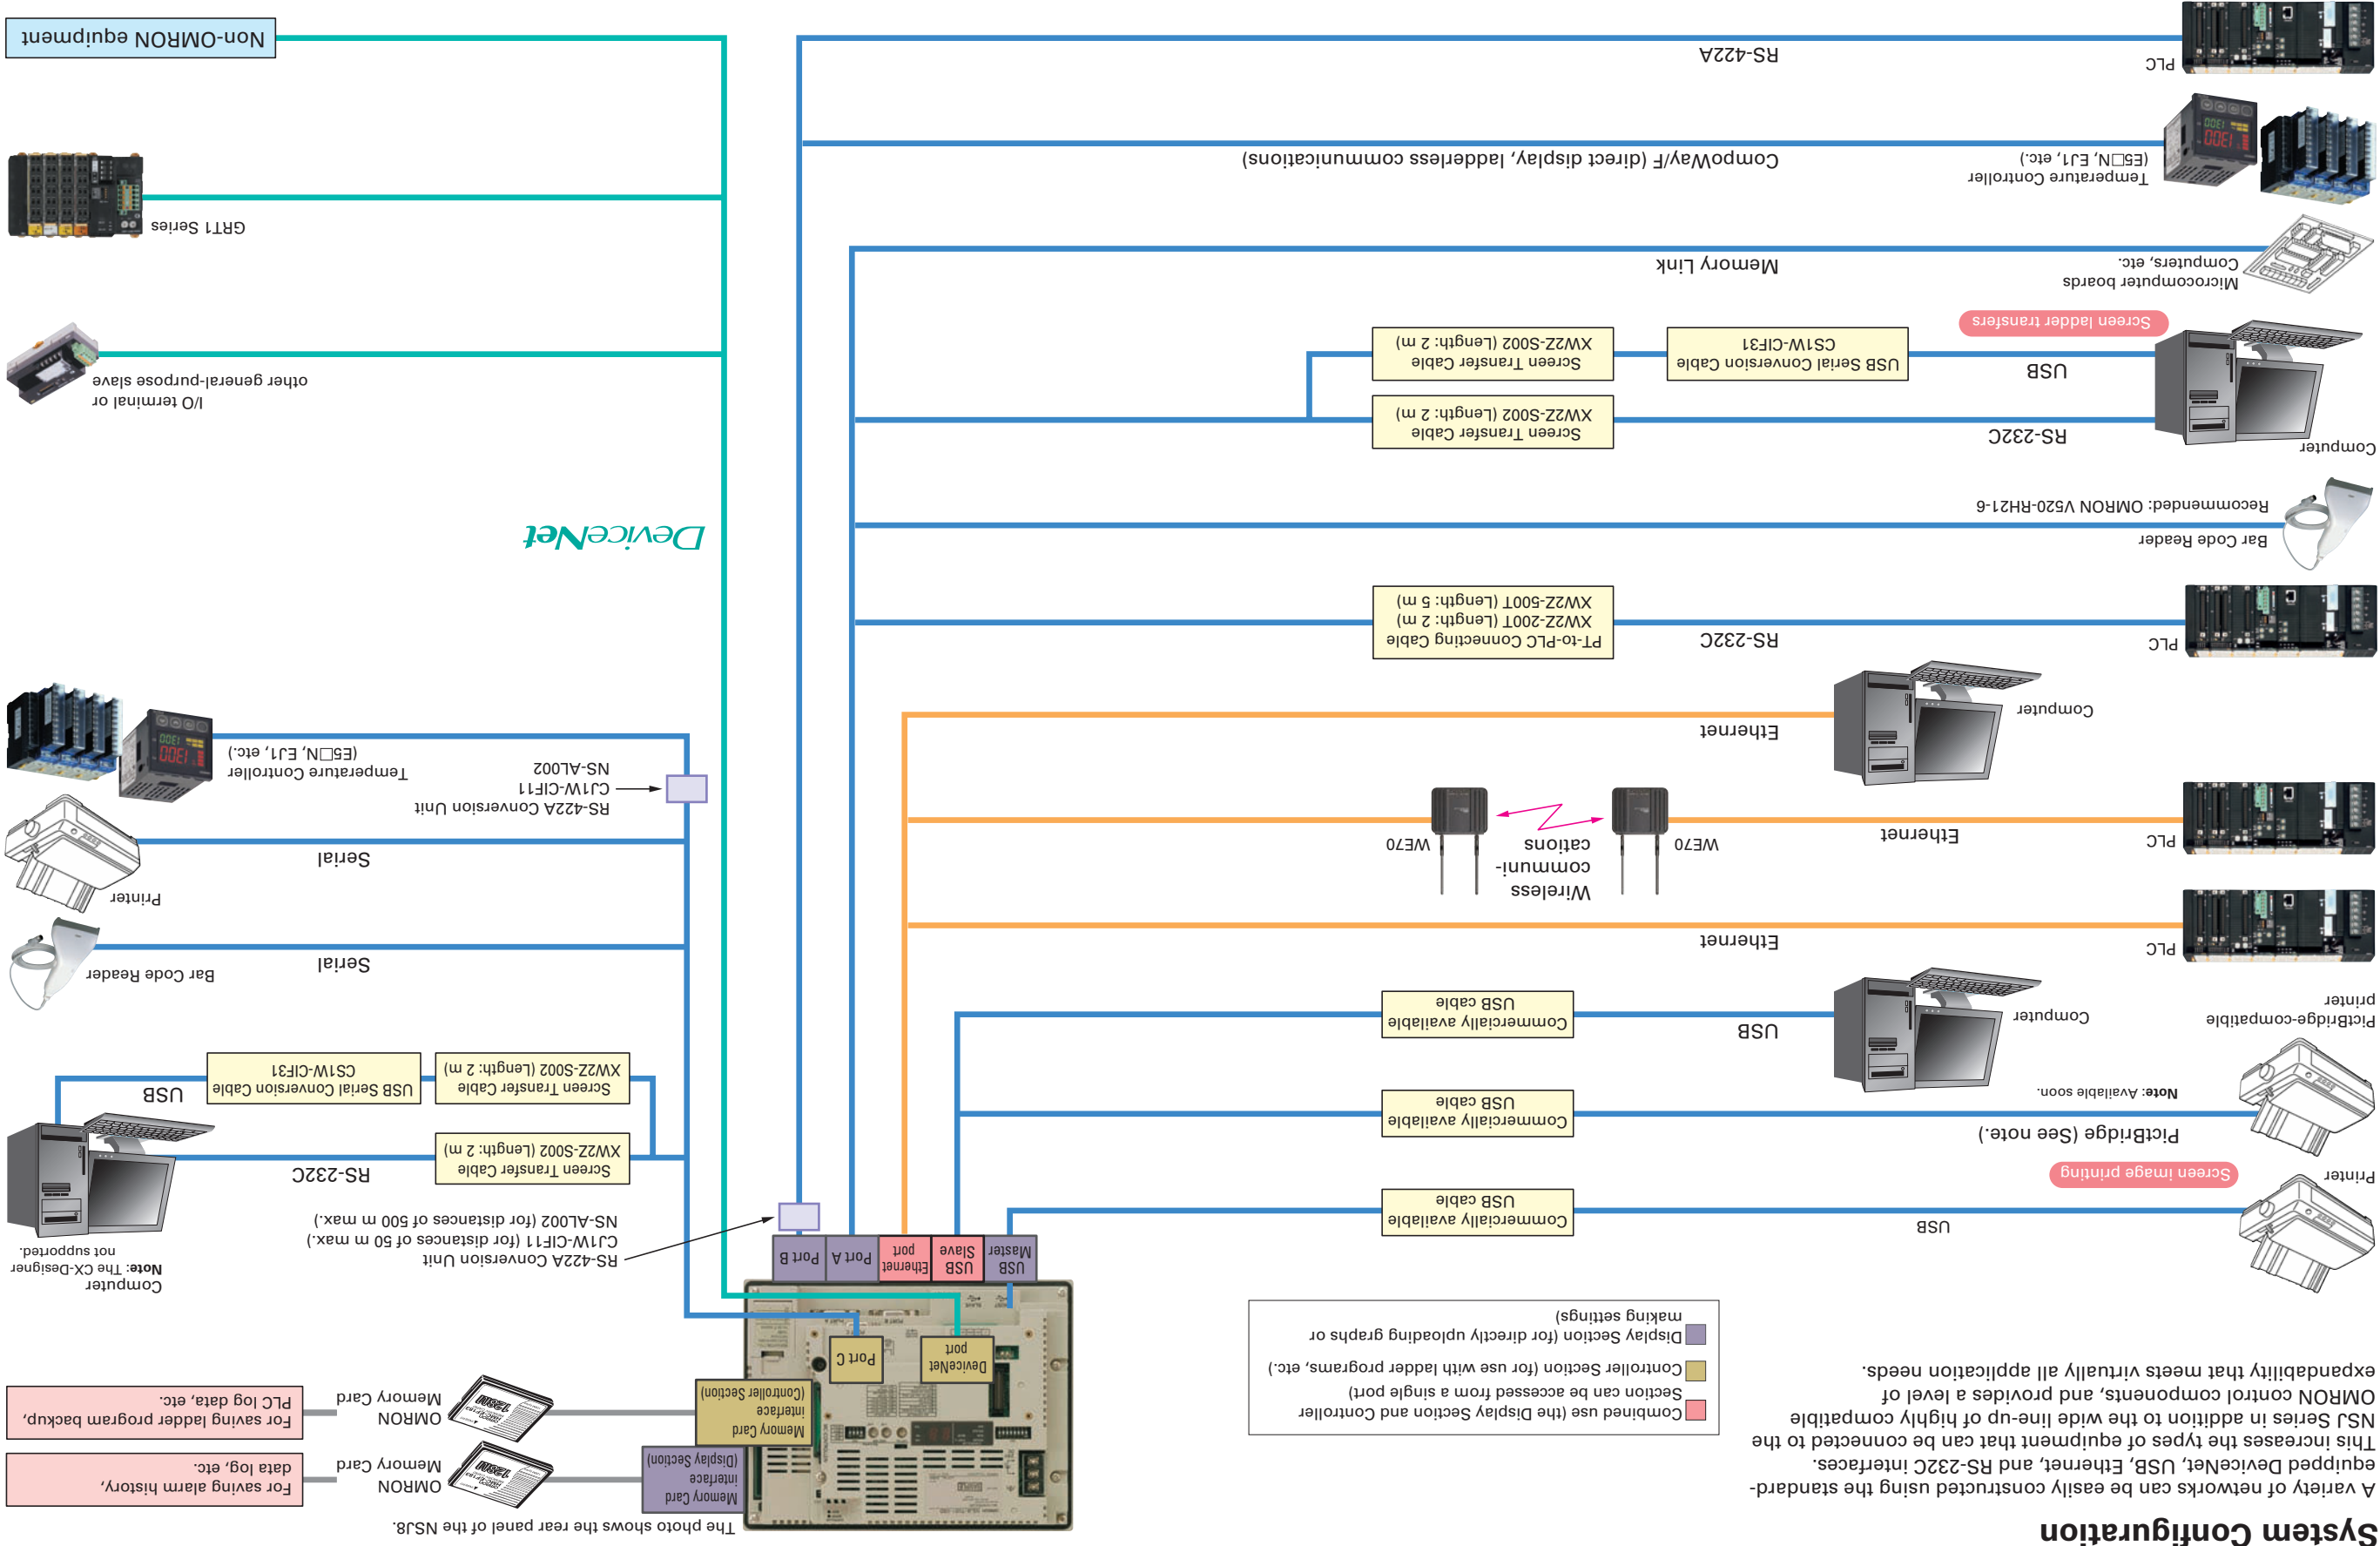 System Configuration
A variety of networks can be easily constructed using the standard-
equipped DeviceNet, USB, Ethernet, and RS-232C interfaces.
This increases the types of equipment that can be connected to the
NSJ Series in addition to the wide line-up of highly compatible
OMRON control components, and provides a level of
expandability that meets virtually all application needs.
Combined use (the Display Section and Controller
Section can be accessed from a single port)
Controller Section (for use with ladder programs, etc.)
Display Section (for directly uploading graphs or
making settings)
The photo shows the rear panel of the NSJ8.
Memory Card
interface
(Display Section)
OMRON
Memory Card
128M
For saving alarm history,
data log, etc.
Memory Card
interface
(Controller Section)
OMRON
Memory Card
128M
For saving ladder program backup,
PLC log data, etc.
DeviceNet
port
Port C
USB
Master
USB
Slave
Ethernet
port
Port A
Port B
RS-422A Conversion Unit
CJ1W-CIF11 (for distances of 50 m max.)
NS-AL002 (for distances of 500 m max.)
Computer
Note: The CX-Designer
not supported.
Printer
USB
Screen image printing
Commercially available
USB cable
PictBridge (See note.)
Note: Available soon.
PictBridge-compatible
printer
Commercially available
USB cable
Computer
USB
Commercially available
USB cable
RS-232C
Screen Transfer Cable
XW2Z-S002 (Length: 2 m)
USB
USB Serial Conversion Cable
CS1W-CIF31
Screen Transfer Cable
XW2Z-S002 (Length: 2 m)
PLC
Ethernet
Bar Code Reader
Serial
PLC
Ethernet
WE70
Wireless
communi-
cations
WE70
Printer
Serial
Computer
Ethernet
RS-422A Conversion Unit
CJ1W-CIF11
NS-AL002
Temperature Controller
(E5□N, EJ1, etc.)
PLC
RS-232C
PT-to-PLC Connecting Cable
XW2Z-200T (Length: 2 m)
XW2Z-500T (Length: 5 m)
Bar Code Reader
Recommended: OMRON V520-RH21-6
DeviceNet
Computer
RS-232C
Screen Transfer Cable
XW2Z-S002 (Length: 2 m)
USB
USB Serial Conversion Cable
CS1W-CIF31
Screen Transfer Cable
XW2Z-S002 (Length: 2 m)
Screen ladder transfers
I/O terminal or
other general-purpose slave
Microcomputer boards
Computers, etc.
Memory Link
GRT1 Series
Temperature Controller
(E5□N, EJ1, etc.)
CompoWay/F (direct display, ladderless communications)
PLC
RS-422A
Non-OMRON equipment